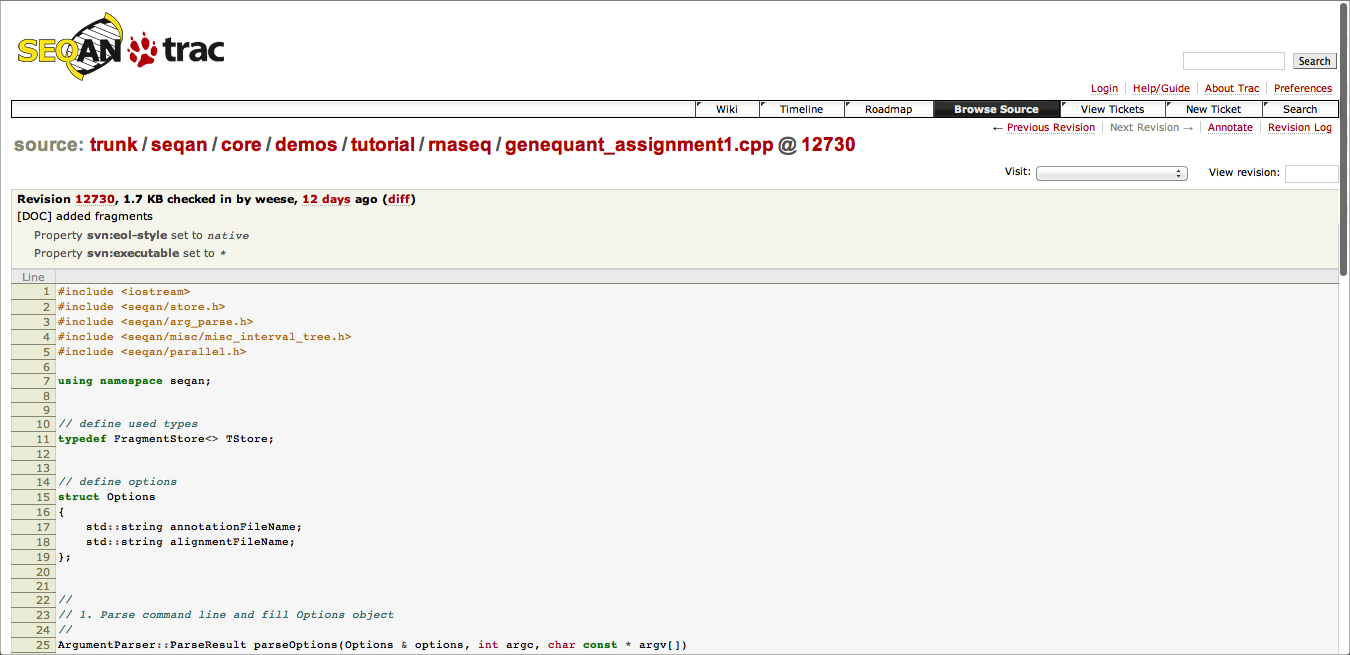 SEQAN trac
Search
Login Help/Guide About Trac Preferences
Wiki Timeline Roadmap Browse Source View Tickets New Ticket Search
← Previous Revision Next Revision → Annotate Revision Log
source: trunk / seqan / core / demos / tutorial / rnaseq / genequant_assignment1.cpp @ 12730
Visit: View revision:
Revision 12730, 1.7 KB checked in by weese, 12 days ago (diff)
[DOC] added fragments
Property svn:eol-style set to native
Property svn:executable set to *
Line
1 #include <iostream>
2 #include <seqan/store.h>
3 #include <seqan/arg_parse.h>
4 #include <seqan/misc/misc_interval_tree.h>
5 #include <seqan/parallel.h>
6
7 using namespace seqan;
8
9
10 // define used types
11 typedef FragmentStore<> TStore;
12
13
14 // define options
15 struct Options
16 {
17     std::string annotationFileName;
18     std::string alignmentFileName;
19 };
20
21
22 //
23 // 1. Parse command line and fill Options object
24 //
25 ArgumentParser::ParseResult parseOptions(Options & options, int argc, char const * argv[])